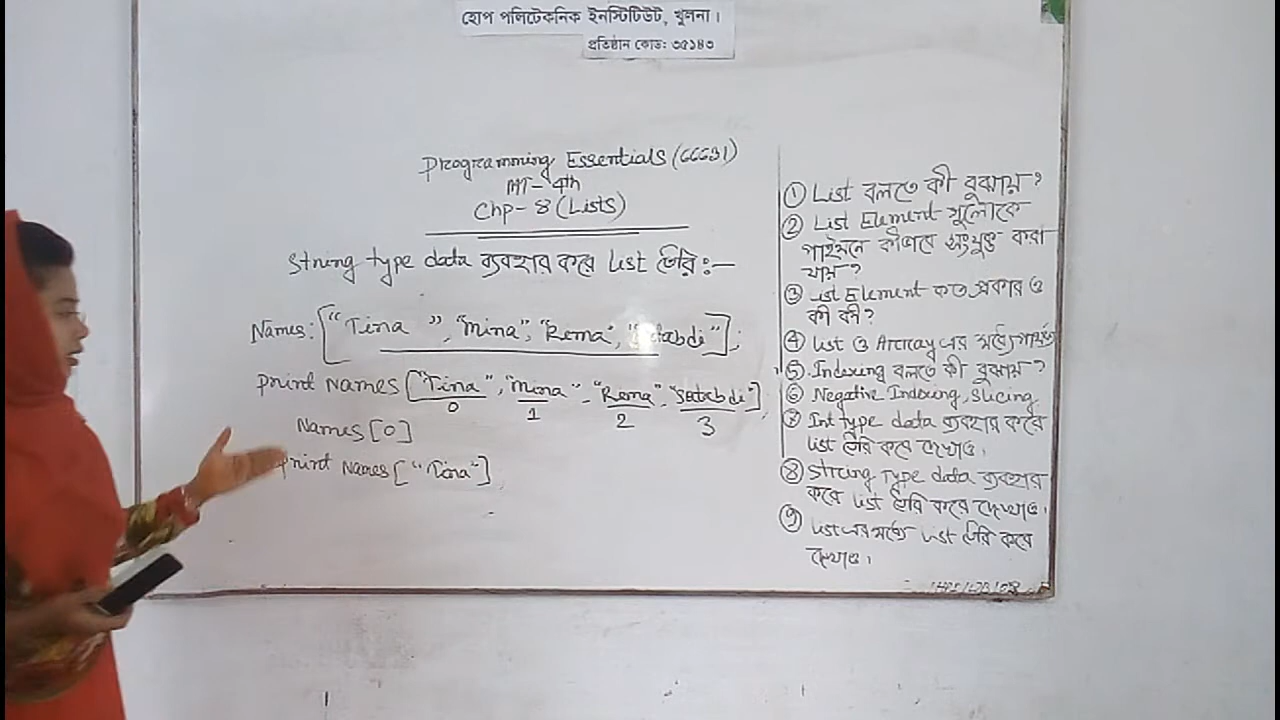 হোপ পলিটেকনিক ইনস্টিটিউট, খুলনা।
প্রতিষ্ঠান কোড: ৩৫১৪৩
Programming Essentials (66631)
MT- 4th
Chp- 8 (Lists)
String type data ব্যবহার করে List তৈরি:-
Names: ["Tina", "Mina", "Rema", "Satabdi"];
print Names ["Tina", "Mina", "Rema", "Satabdi"],
0 1 2 3
Names [0]
print Names ["Tina"]
① List বলতে কী বুঝায়?
② List Element গুলোকে
পাইথনে কীভাবে সংযুক্ত করা
যায়?
③ List Element কত প্রকার ও
কী কী?
④ List ও Array এর মধ্যে পার্থক্য
⑤ Indexing বলতে কী বুঝায়?
⑥ Negative Indexing, slicing
⑦ Int type data ব্যবহার করে
list তৈরি করে দেখাও।
⑧ String Type data ব্যবহার
করে list তৈরি করে দেখাও।
⑨ List এর মধ্যে List তৈরি করে
দেখাও।